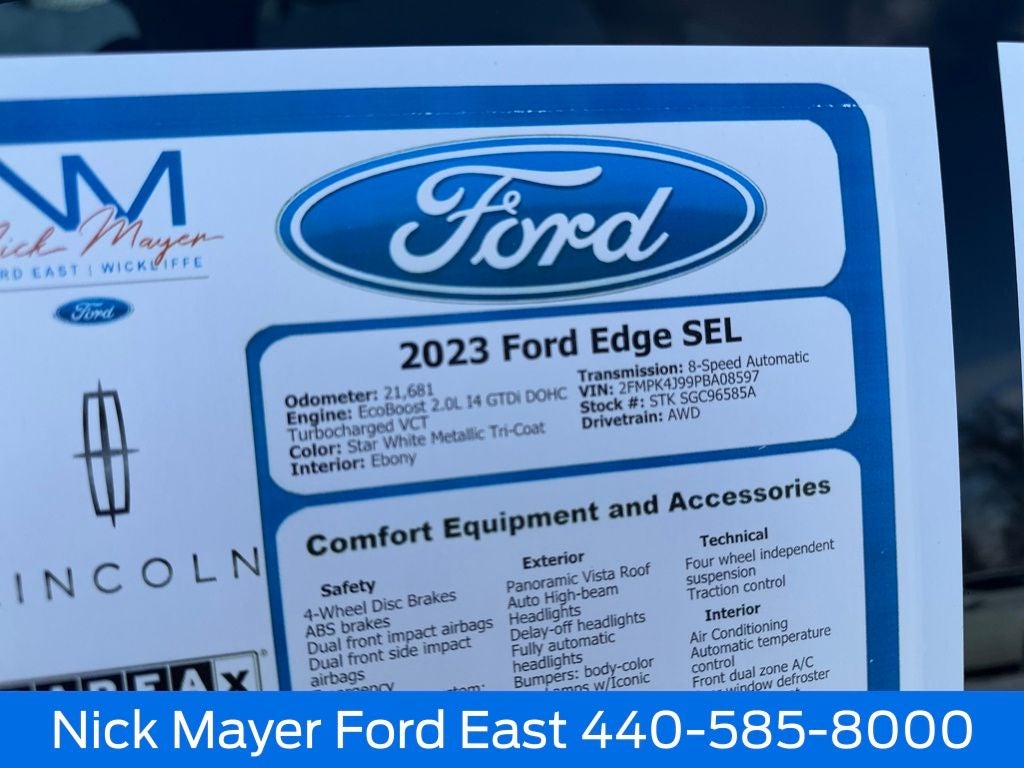 NM
Nick Mayer
RD EAST | WICKLIFFE
Ford
Ford
2023 Ford Edge SEL
Odometer: 21,681
Engine: EcoBoost 2.0L I4 GTDi DOHC
Turbocharged VCT
Color: Star White Metallic Tri-Coat
Interior: Ebony
Transmission: 8-Speed Automatic
VIN: 2FMPK4J99PBA08597
Stock #: STK SGC96585A
Drivetrain: AWD
INCOLN
Comfort Equipment and Accessories
Safety
4-Wheel Disc Brakes
ABS brakes
Dual front impact airbags
Dual front side impact
airbags
Exterior
Panoramic Vista Roof
Auto High-beam
Headlights
Delay-off headlights
Fully automatic
headlights
Bumpers: body-color
w/Iconic
Technical
Four wheel independent
suspension
Traction control
Interior
Air Conditioning
Automatic temperature
control
Front dual zone A/C
window defroster
Nick Mayer Ford East 440-585-8000